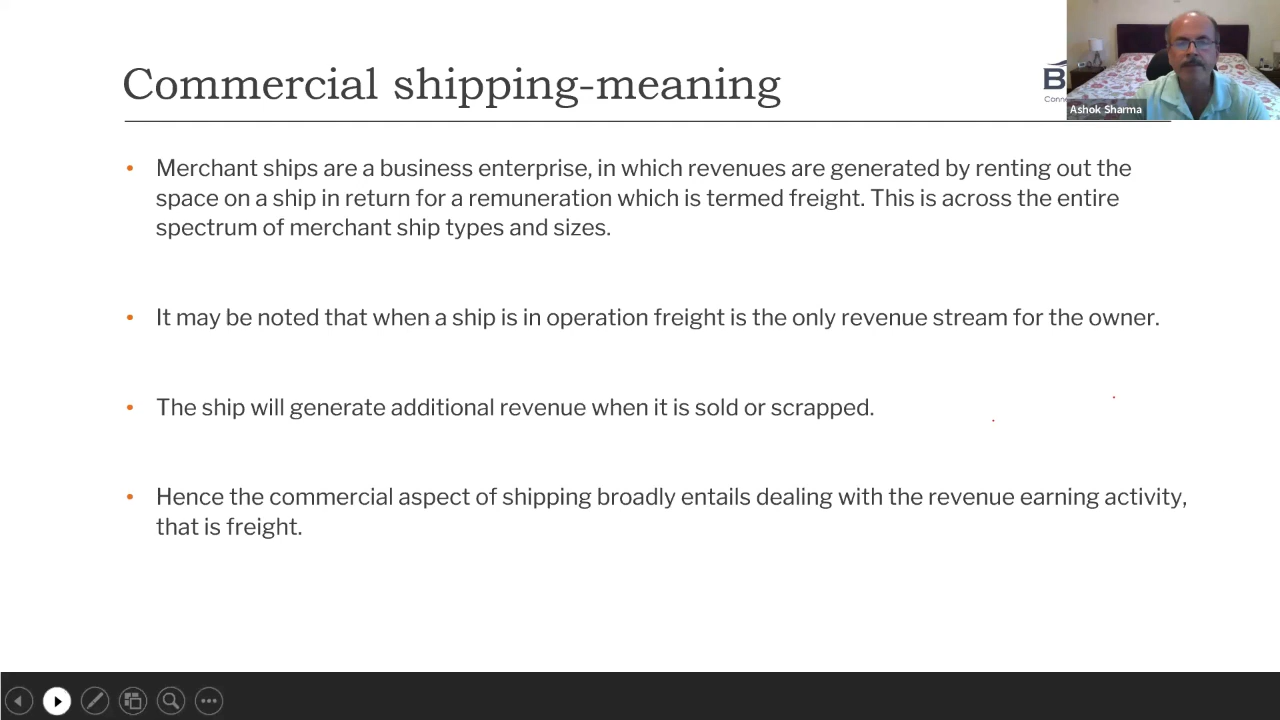 Commercial shipping-meaning
Ashok Sharma
• Merchant ships are a business enterprise, in which revenues are generated by renting out the
space on a ship in return for a remuneration which is termed freight. This is across the entire
spectrum of merchant ship types and sizes.
• It may be noted that when a ship is in operation freight is the only revenue stream for the owner.
• The ship will generate additional revenue when it is sold or scrapped.
• Hence the commercial aspect of shipping broadly entails dealing with the revenue earning activity,
that is freight.